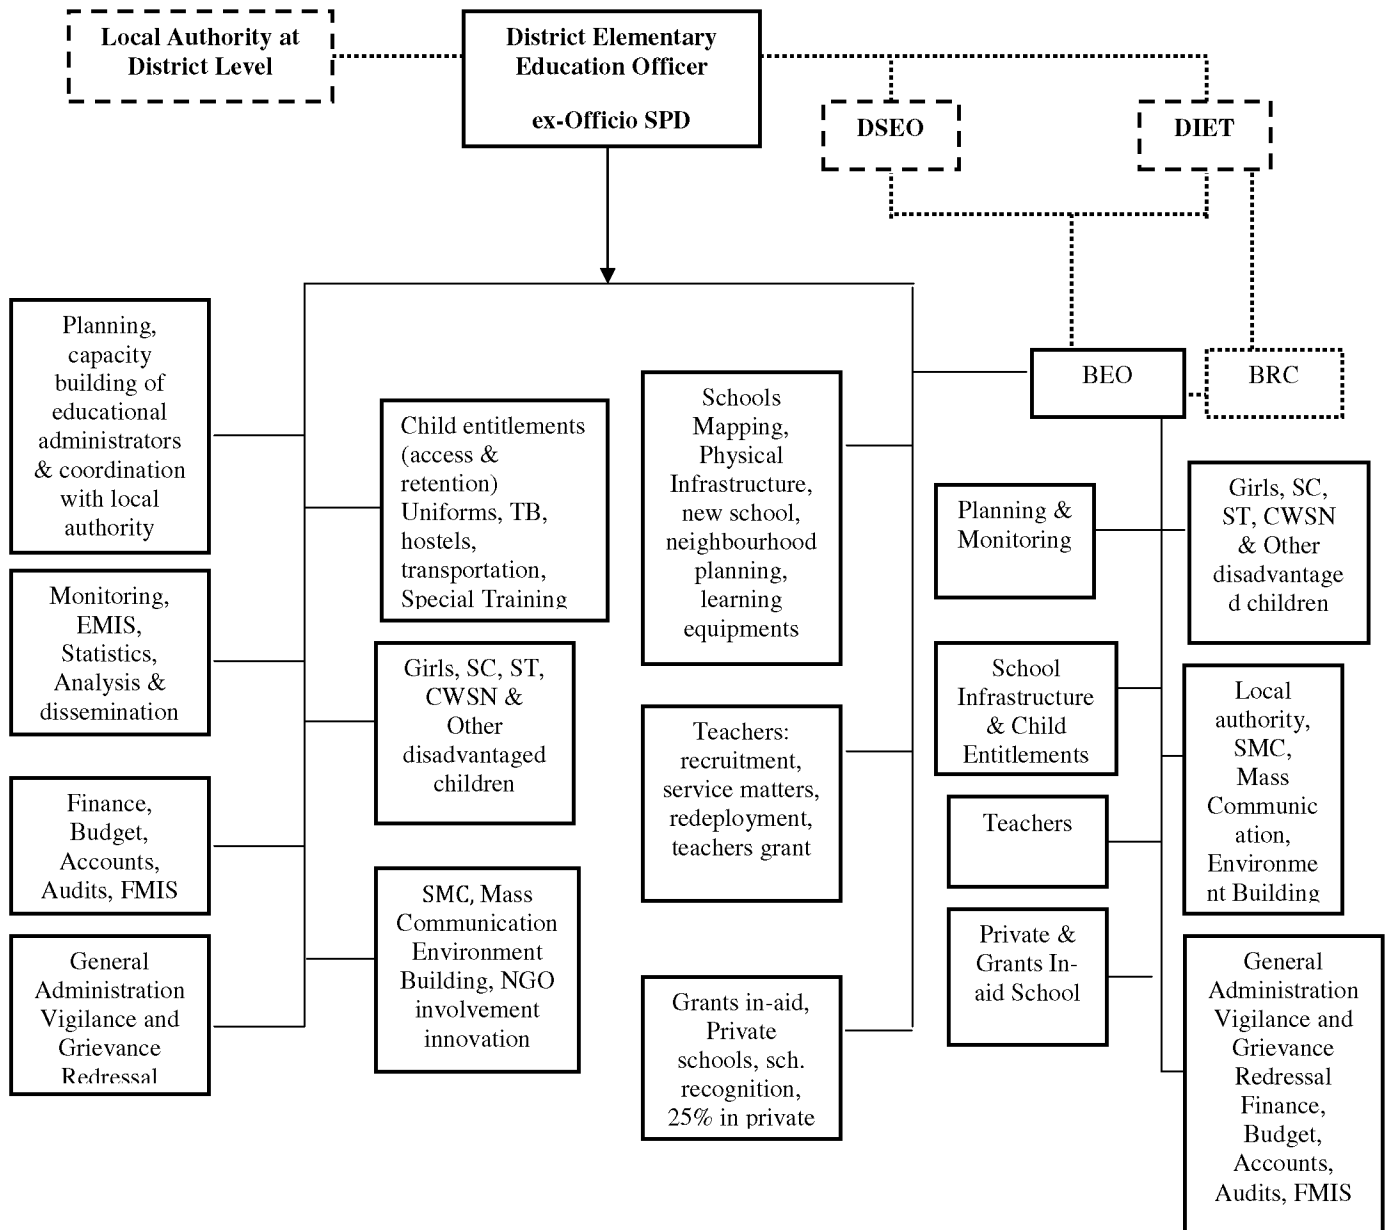 Local Authority at
District Level
District Elementary
Education Officer
ex-Officio SPD
DSEO
DIET
Planning,
capacity
building of
educational
administrators
& coordination
with local
authority
Monitoring,
EMIS,
Statistics,
Analysis &
dissemination
Finance,
Budget,
Accounts,
Audits, FMIS
General
Administration
Vigilance and
Grievance
Redressal
Child entitlements
(access &
retention)
Uniforms, TB,
hostels,
transportation,
Special Training
Girls, SC, ST,
CWSN &
Other
disadvantaged
children
SMC, Mass
Communication
Environment
Building, NGO
involvement
innovation
Schools
Mapping,
Physical
Infrastructure,
new school,
neighbourhood
planning,
learning
equipments
Teachers:
recruitment,
service matters,
redeployment,
teachers grant
Grants in-aid,
Private
schools, sch.
recognition,
25% in private
BEO
BRC
Planning &
Monitoring
School
Infrastructure
& Child
Entitlements
Teachers
Private &
Grants In-
aid School
Girls, SC,
ST, CWSN
& Other
disadvantage
d children
Local
authority,
SMC,
Mass
Communic
ation,
Environme
nt Building
General
Administration
Vigilance and
Grievance
Redressal
Finance,
Budget,
Accounts,
Audits, FMIS